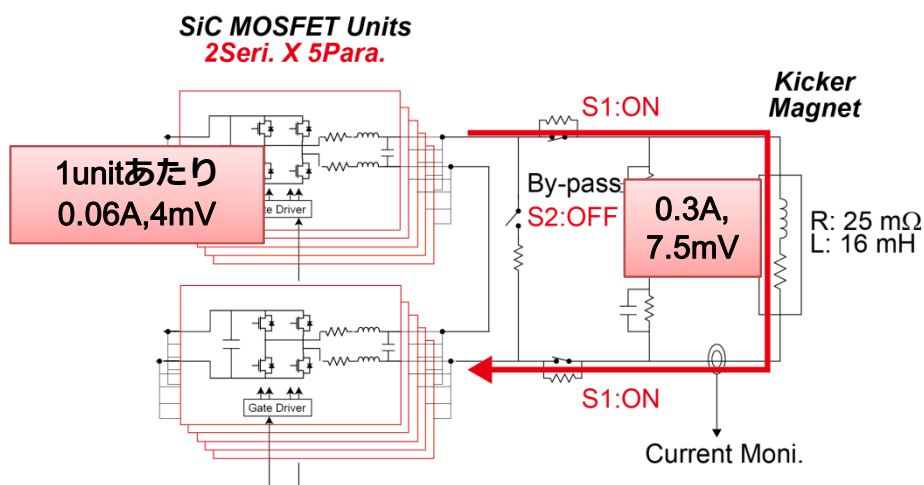 SiC MOSFET Units
2Seri. X 5Para.
Kicker
Magnet
S1:ON
1unitあたり
0.06A,4mV
By-pass
S2:OFF
0.3A,
7.5mV
R: 25 mΩ
L: 16 mH
te Driver
Gate Driver
S1:ON
Current Moni.